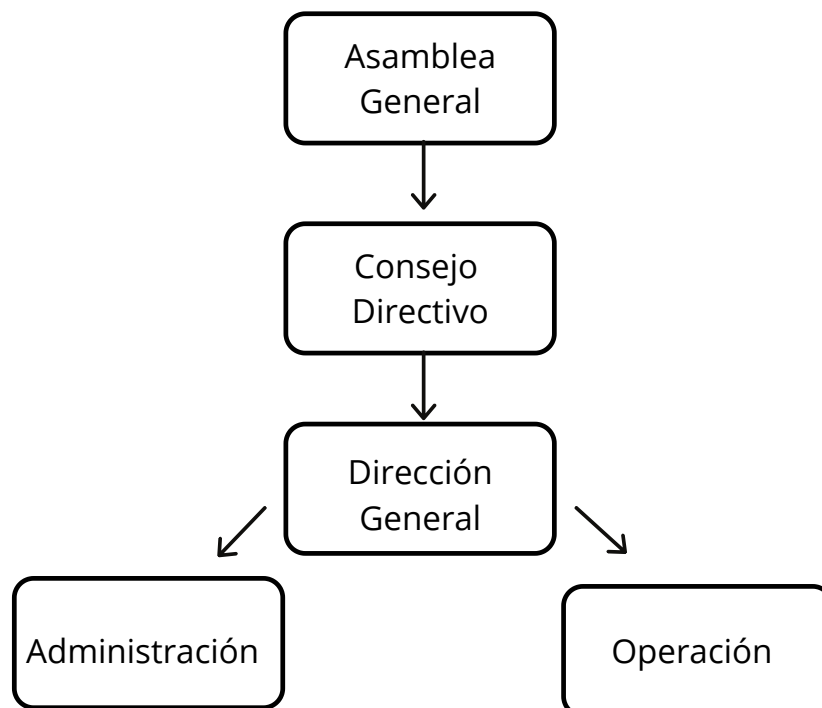 Asamblea
General
Consejo
Directivo
Dirección
General
Administración
Operación